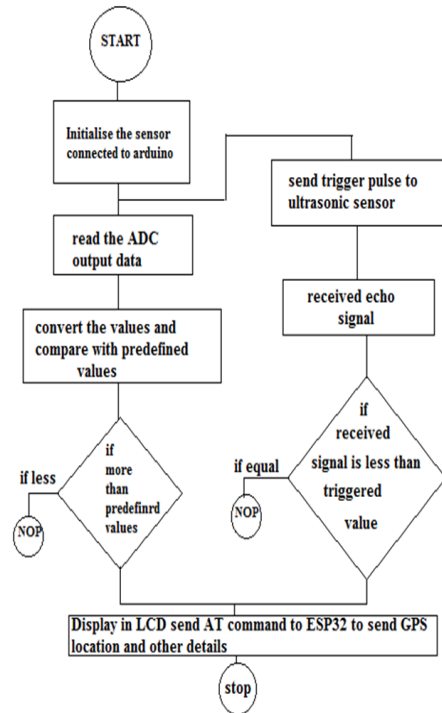 START
Initialise the sensor
connected to arduino
read the ADC
output data
convert the values and
compare with predefined
values
if
more
than
predefinrd
values
if less
NOP
send trigger pulse to
ultrasonic sensor
received echo
signal
if
received
signal is less than
triggered
value
if equal
NOP
Display in LCD send AT command to ESP32 to send GPS
location and other details
stop